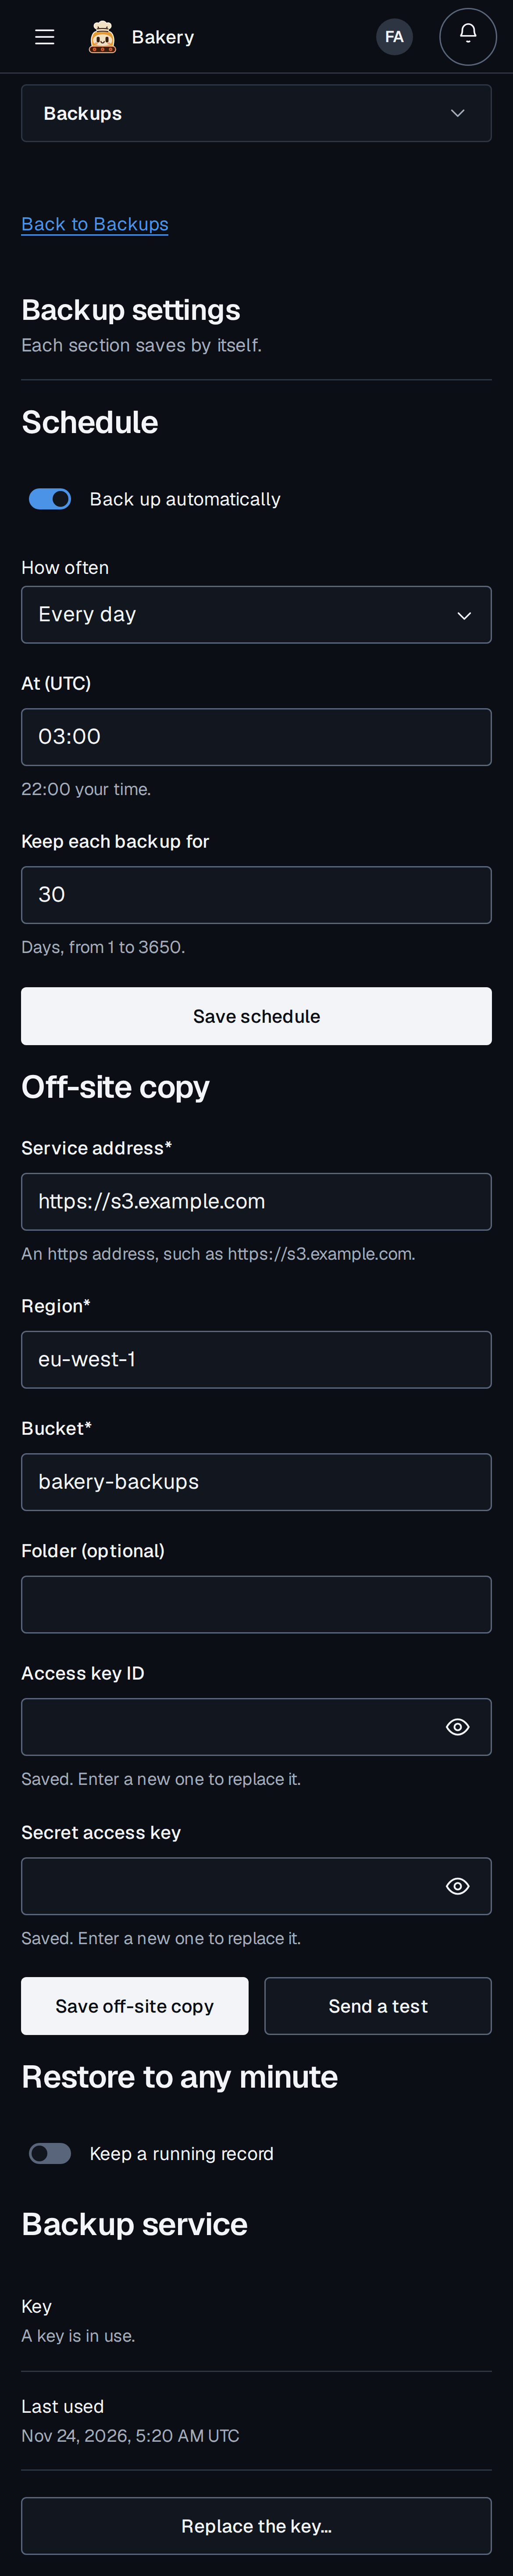 Bakery
FA
Backups
Back to Backups
Backup settings
Each section saves by itself.
Schedule
Back up automatically
How often
Every day
At (UTC)
03:00
22:00 your time.
Keep each backup for
30
Days, from 1 to 3650.
Save schedule
Off-site copy
Service address*
https://s3.example.com
An https address, such as https://s3.example.com.
Region*
eu-west-1
Bucket*
bakery-backups
Folder (optional)
Access key ID
Saved. Enter a new one to replace it.
Secret access key
Saved. Enter a new one to replace it.
Save off-site copy
Send a test
Restore to any minute
Keep a running record
Backup service
Key
A key is in use.
Last used
Nov 24, 2026, 5:20 AM UTC
Replace the key...